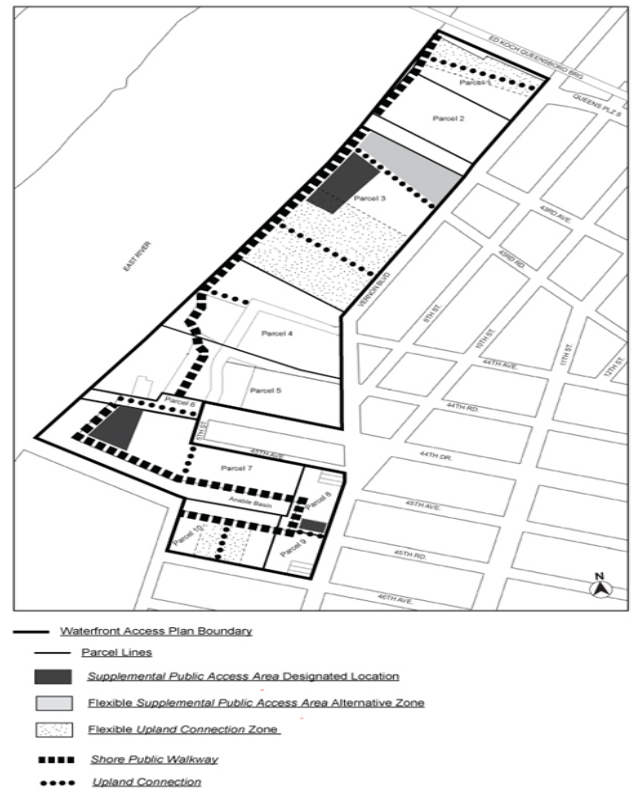 ED KOCH QUEENSBORO BRG
QUEENS PLZ S
Parcel 1
Parcel 2
Parcel 3
43RD AVE.
43RD RD
EAST RIVER
VERNON BLVD
9TH ST.
10TH ST.
11TH ST.
12TH ST.
Parcel 4
44TH AVE.
Parcel 5
Parcel 6
44TH RD.
5TH ST.
45TH AVE
44TH DR.
Parcel 7
Anable Basin
Parcel 8
45TH AVE.
Parcel 10
Parcel 9
45TH RD.
46TH AVE.
N
Waterfront Access Plan Boundary
Parcel Lines
Supplemental Public Access Area Designated Location
Flexible Supplemental Public Access Area Alternative Zone
Flexible Upland Connection Zone
Shore Public Walkway
Upland Connection